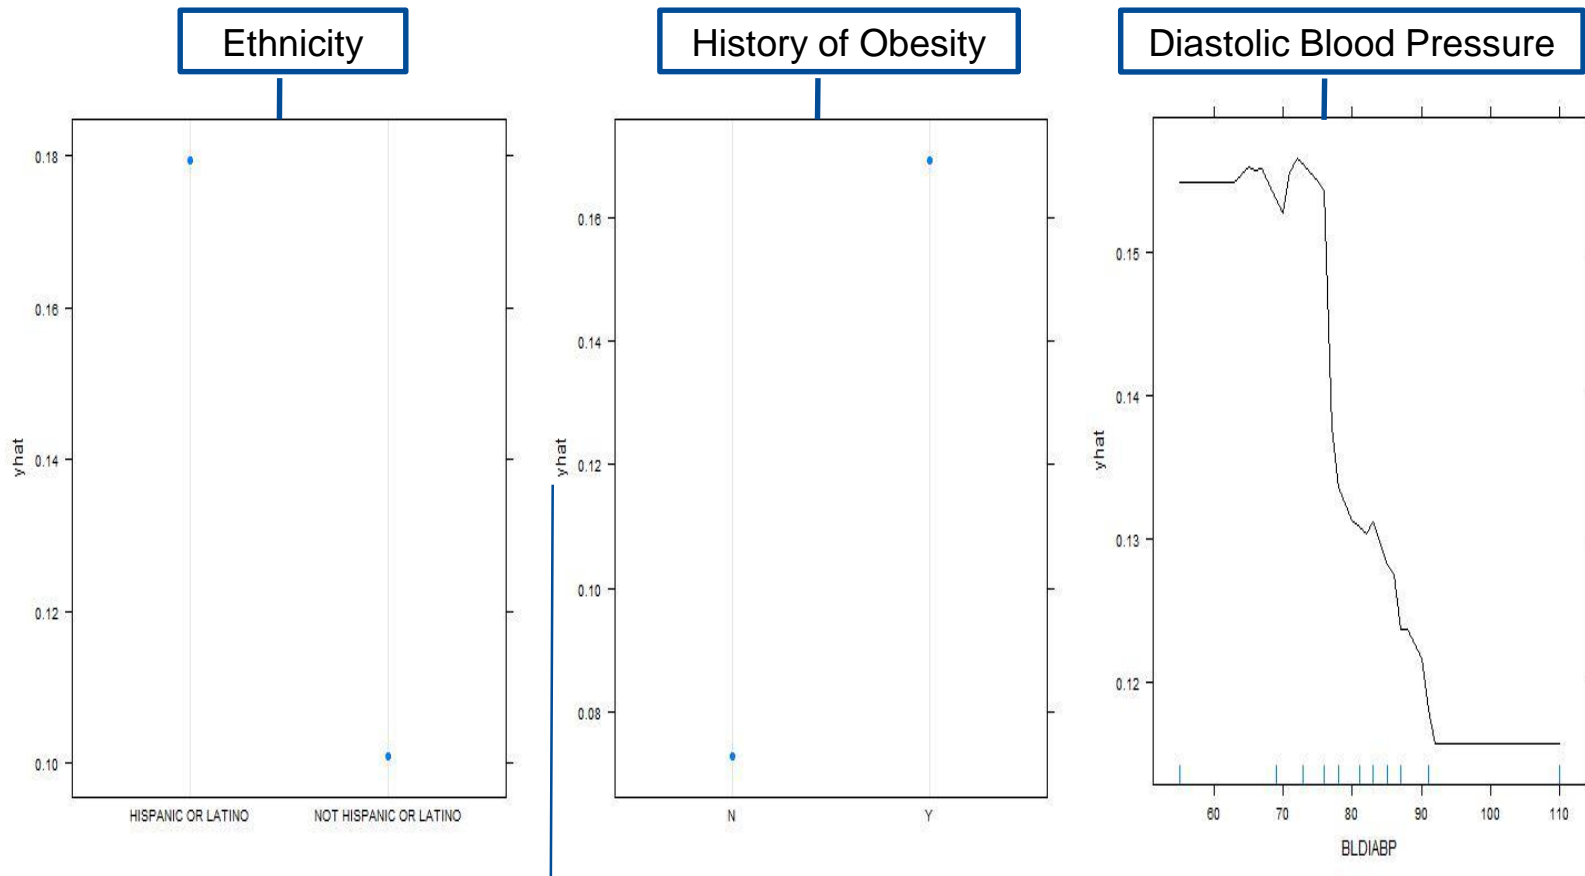 Ethnicity
History of Obesity
Diastolic Blood Pressure
0.18
0.16
0.14
0.12
0.10
yhat
HISPANIC OR LATINO
NOT HISPANIC OR LATINO
0.16
0.14
0.12
0.10
0.08
yhat
N
Y
0.15
0.14
0.13
0.12
yhat
60
70
80
90
100
110
BLDIABP